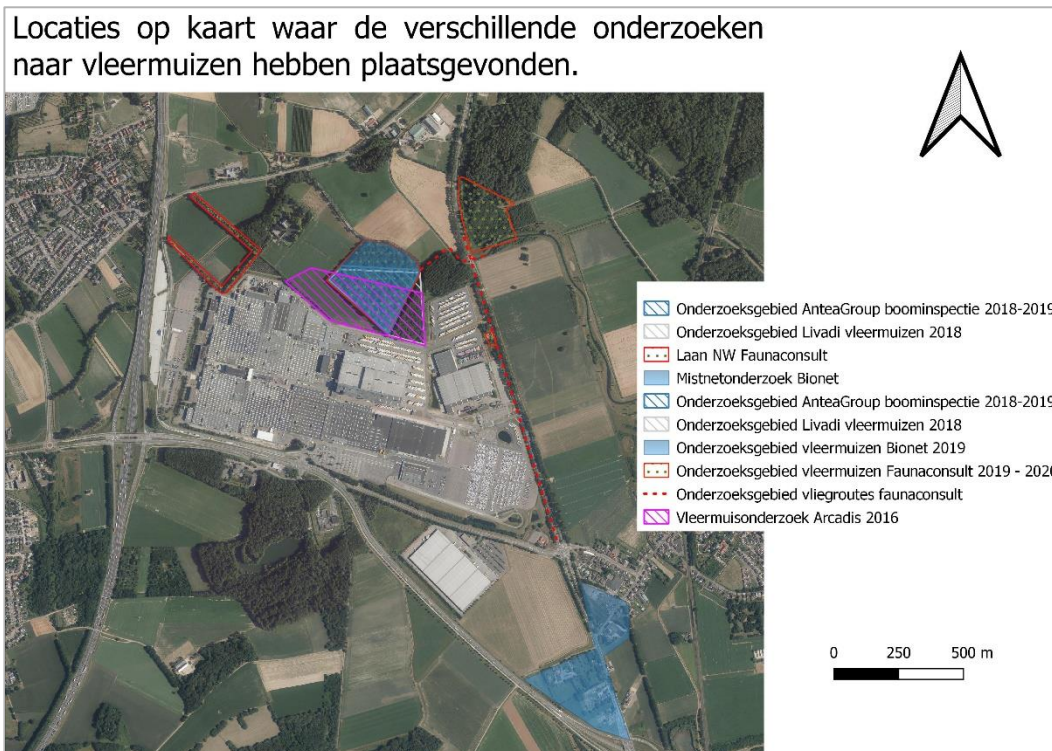 Locaties op kaart waar de verschillende onderzoeken
naar vleermuizen hebben plaatsgevonden.
Onderzoeksgebied AnteaGroup boominspectie 2018-2019
Onderzoeksgebied Livadi vleermuizen 2018
Laan NW Faunaconsult
Mistnetonderzoek Bionet
Onderzoeksgebied AnteaGroup boominspectie 2018-2019
Onderzoeksgebied Livadi vleermuizen 2018
Onderzoeksgebied vleermuizen Bionet 2019
Onderzoeksgebied vleermuizen Faunaconsult 2019 - 2020
Onderzoeksgebied vliegroutes faunaconsult
Vleermuisonderzoek Arcadis 2016
0 250 500 m